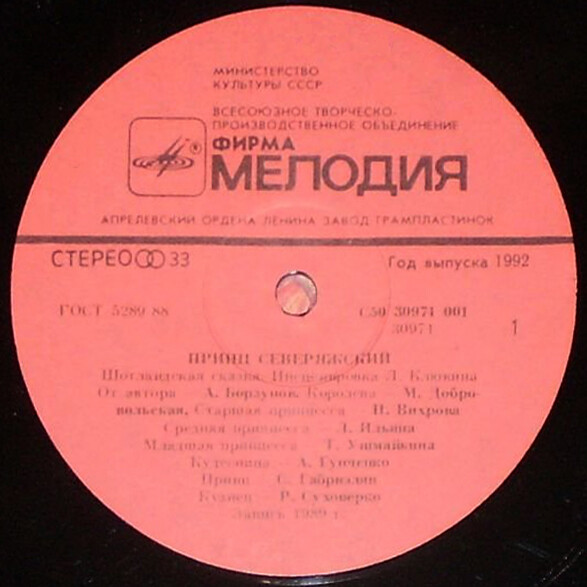 МИНИСТЕРСТВО
КУЛЬТУРЫ СССР
ВСЕСОЮЗНОЕ ТВОРЧЕСКО-
ПРОИЗВОДСТВЕННОЕ ОБЪЕДИНЕНИЕ
ФИРМА
®
МЕЛОДИЯ
АПРЕЛЕВСКИЙ ОРДЕНА ЛЕНИНА ЗАВОД ГРАМПЛАСТИНОК
СТЕРЕО 33
Год выпуска 1992
ГОСТ 5289-88
С50 30971 001
30971
1
ПРИНЦ СЕВЕРЯЖСКИЙ
Шотландская сказка. Инсценировка Л. Клюкина
От автора — А. Борзунов, Королева — М. Добро-
вольская, Старшая принцесса — Н. Вихрова
Средняя принцесса — Л. Ильина
Младшая принцесса — Т. Ушмайкина
Кудесница — А. Гунченко
Принц — С. Габриэлян
Кузнец — Р. Суховерко
Запись 1989 г.